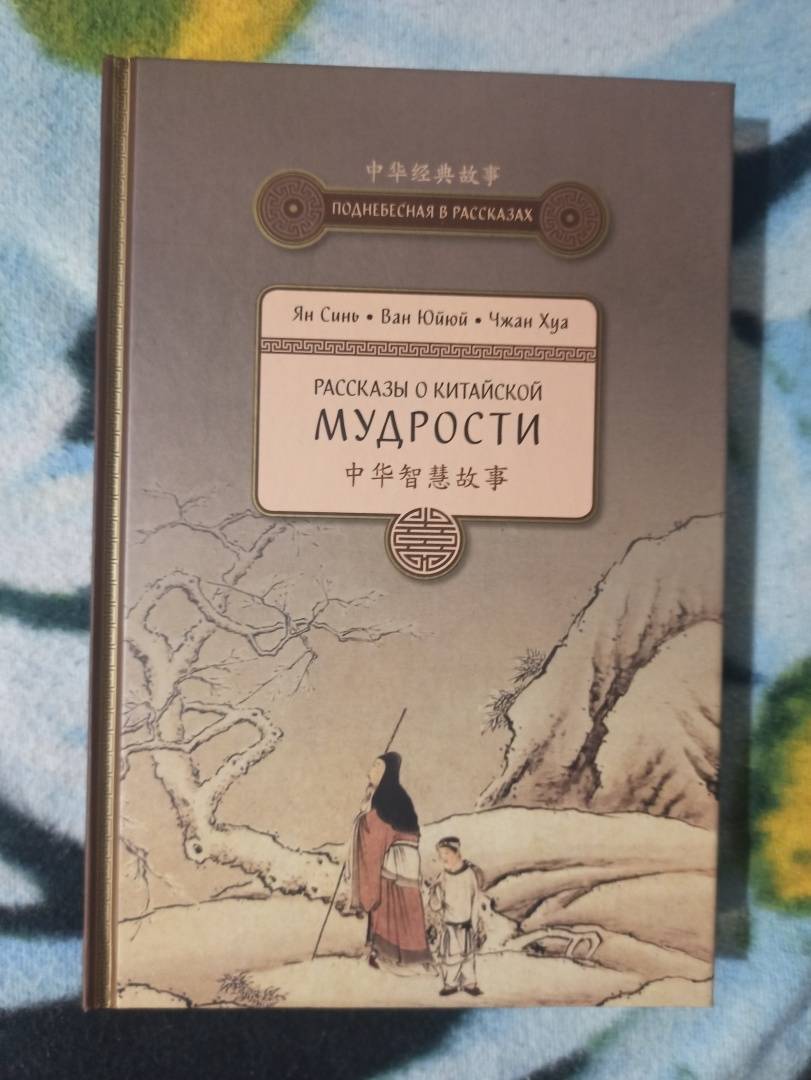 中华经典故事
ПОДНЕБЕСНАЯ В РАССКАЗАХ
Ян Синь • Ван Юйюй • Чжан Хуа
РАССКАЗЫ О КИТАЙСКОЙ
МУДРОСТИ
中华智慧故事